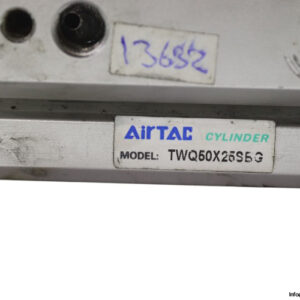 13682
AirTAC CYLINDER
MODEL: TWQ50X25SBG